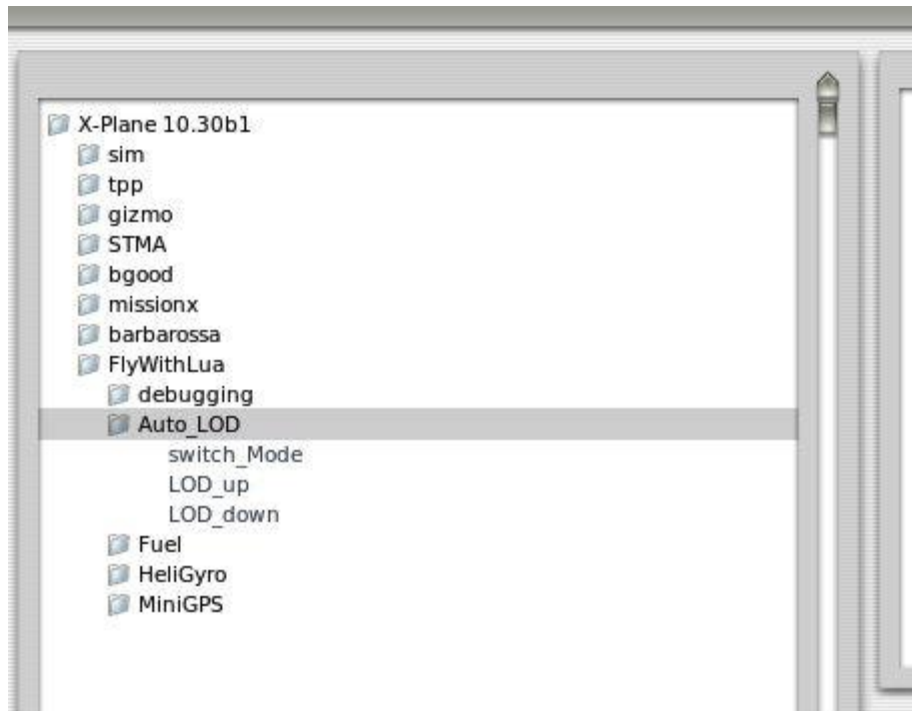 X-Plane 10.30b1
sim
tpp
gizmo
STMA
bgood
missionx
barbarossa
FlyWithLua
debugging
Auto_LOD
switch_Mode
LOD_up
LOD_down
Fuel
HeliGyro
MiniGPS